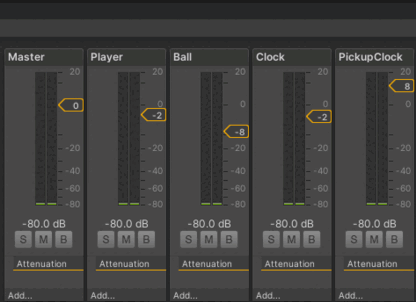 Master Player Ball Clock PickupClock
20 20 20 20 20
8
0 0 0 0
-2 -2
-8
-20 -20 -20 -20 -20
-40 -40 -40 -40 -40
-60 -60 -60 -60 -60
-80 -80 -80 -80 -80
-80.0 dB -80.0 dB -80.0 dB -80.0 dB -80.0 dB
S M B S M B S M B S M B S M B
Attenuation Attenuation Attenuation Attenuation Attenuation
Add... Add... Add... Add... Add...